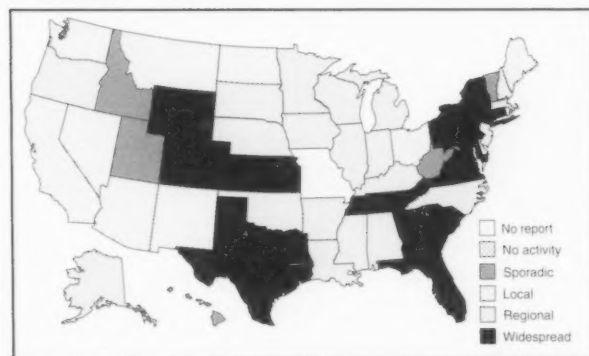 No report
No activity
Sporadic
Local
Regional
Widespread